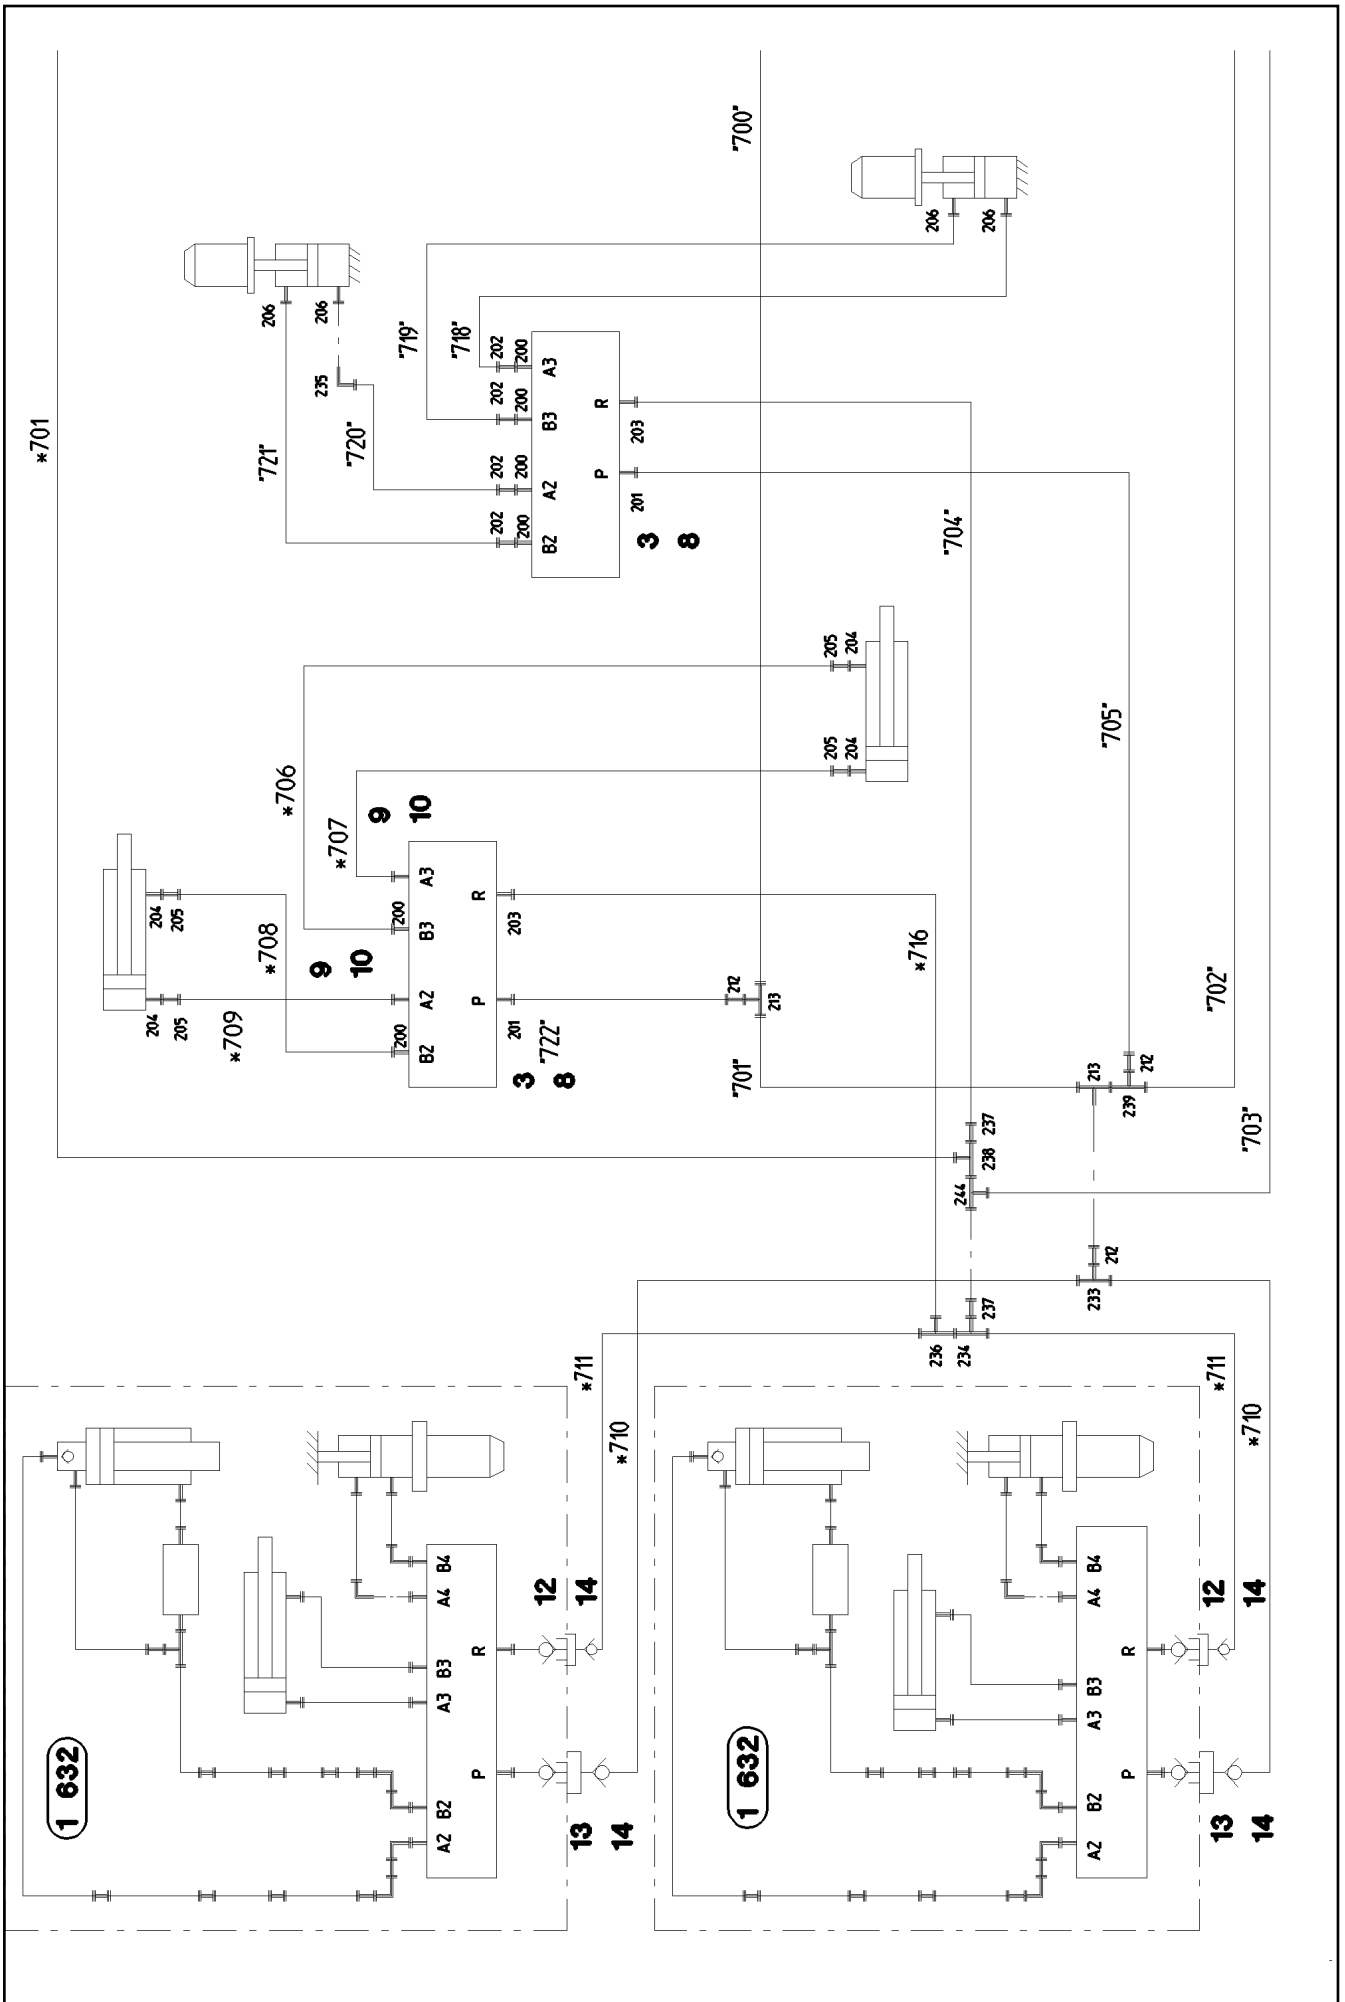 *701
"700"
206
206
206
206
235
"721"
"720"
"719"
"718"
202
202
202
202
200
200
200
200
B2
A2
B3
A3
P
R
201
203
3
8
"704"
"705"
205
204
205
204
*706
*707
9
10
204
205
204
205
*708
*709
9
10
200
200
B2
A2
B3
A3
P
R
201
203
"722"
3
8
212
213
*716
"701"
"702"
"703"
213
212
239
237
238
244
212
233
237
236
234
*711
*710
*711
*710
1 632
A2
B2
A3
B3
A4
B4
P
R
12
14
13
14
1 632
A2
B2
A3
B3
A4
B4
P
R
12
14
13
14